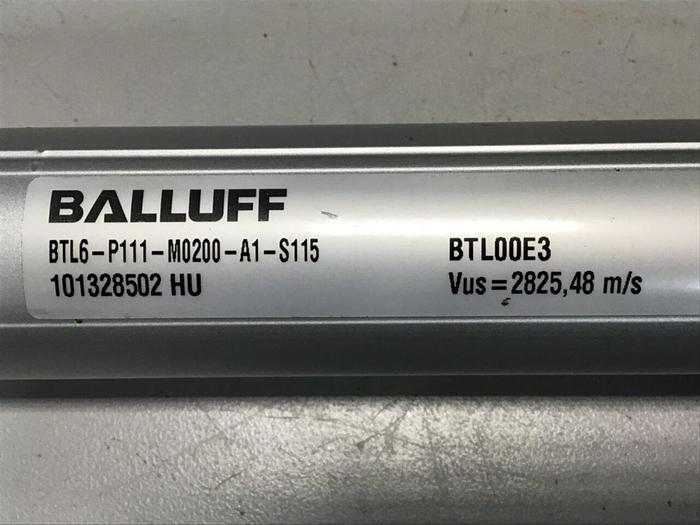 BALLUFF
BTL6-P111-M0200-A1-S115
BTL00E3
101328502 HU
Vus=2825,48 m/s